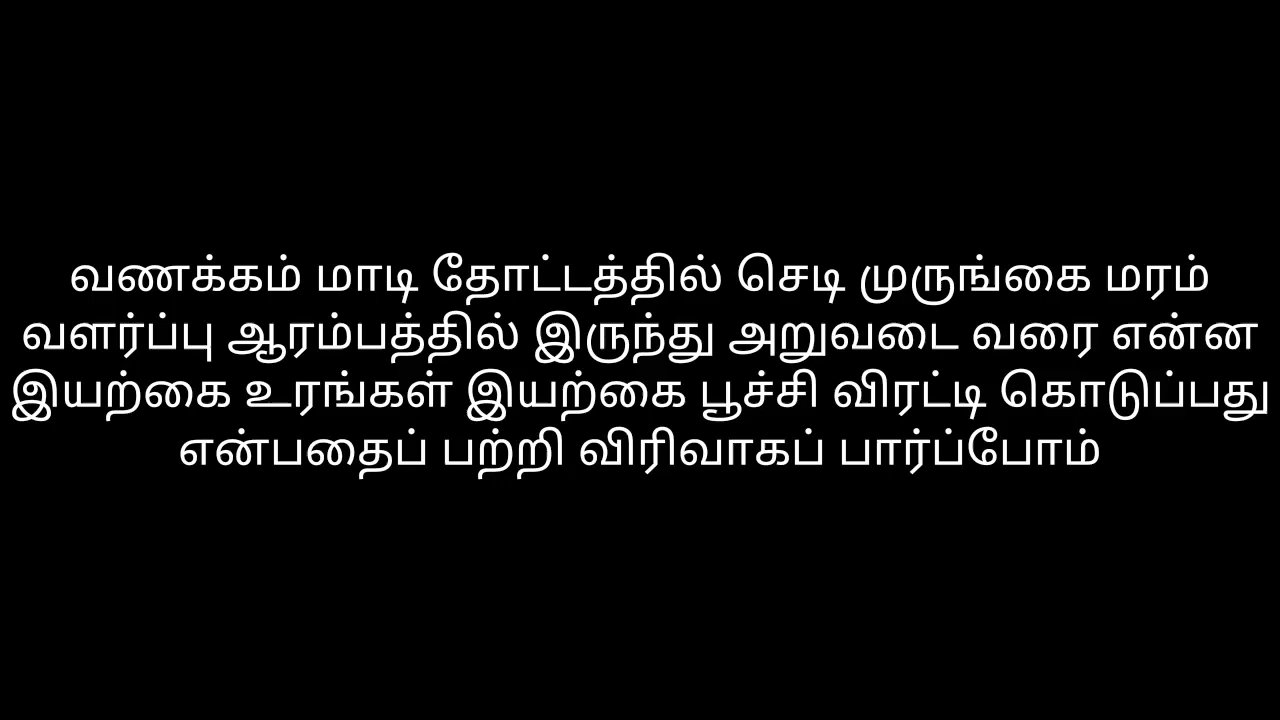 வணக்கம் மாடி தோட்டத்தில் செடி முருங்கை மரம்
வளர்ப்பு ஆரம்பத்தில் இருந்து அறுவடை வரை என்ன
இயற்கை உரங்கள் இயற்கை பூச்சி விரட்டி கொடுப்பது
என்பதைப் பற்றி விரிவாகப் பார்ப்போம்